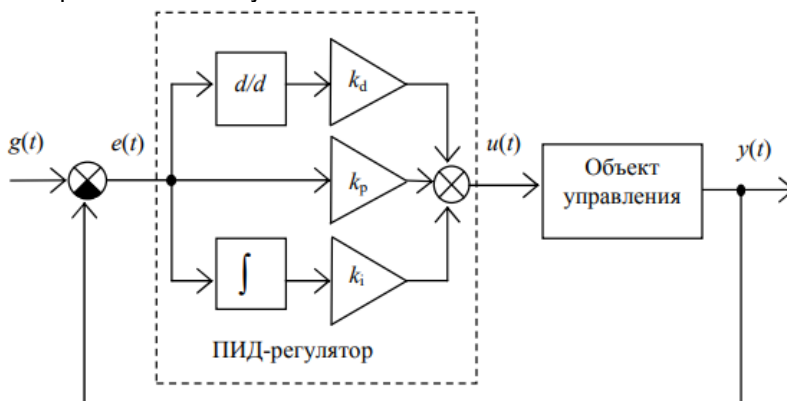 d/d
k_d
g(t)
e(t)
k_p
u(t)
Объект
управления
y(t)
∫
k_i
ПИД-регулятор